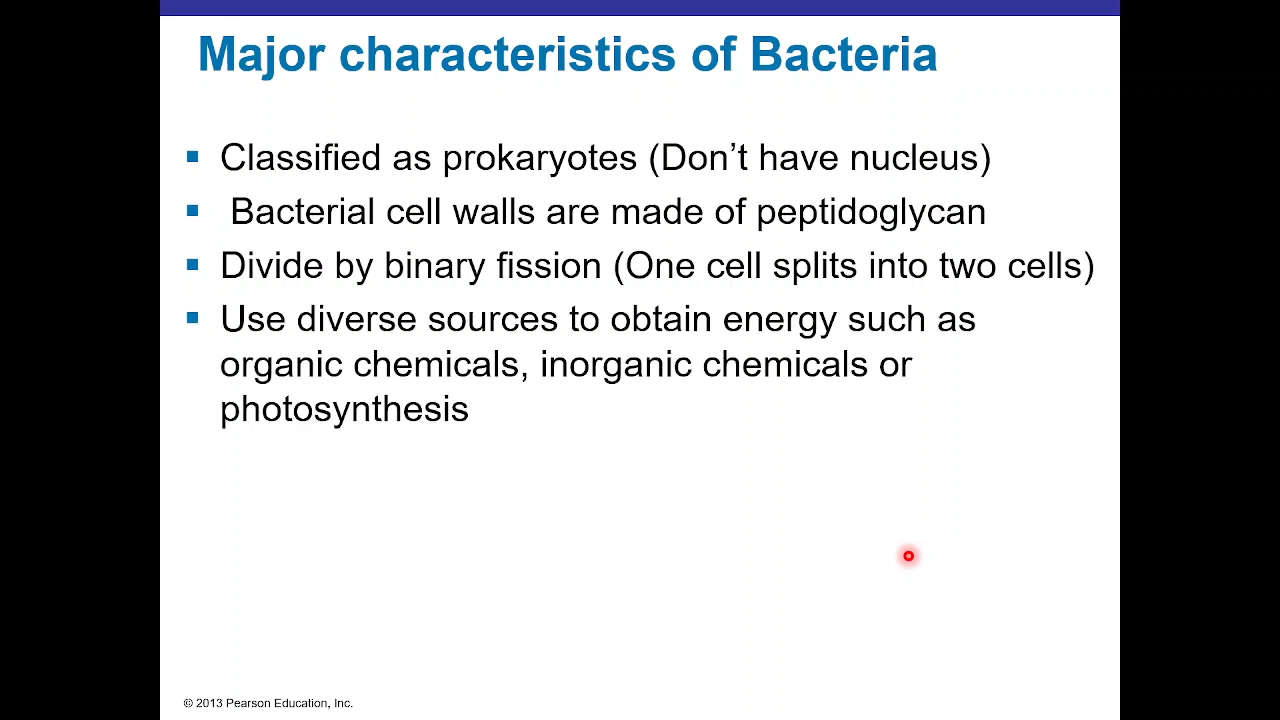 Major characteristics of Bacteria
Classified as prokaryotes (Don’t have nucleus)
Bacterial cell walls are made of peptidoglycan
Divide by binary fission (One cell splits into two cells)
Use diverse sources to obtain energy such as
organic chemicals, inorganic chemicals or
photosynthesis
© 2013 Pearson Education, Inc.